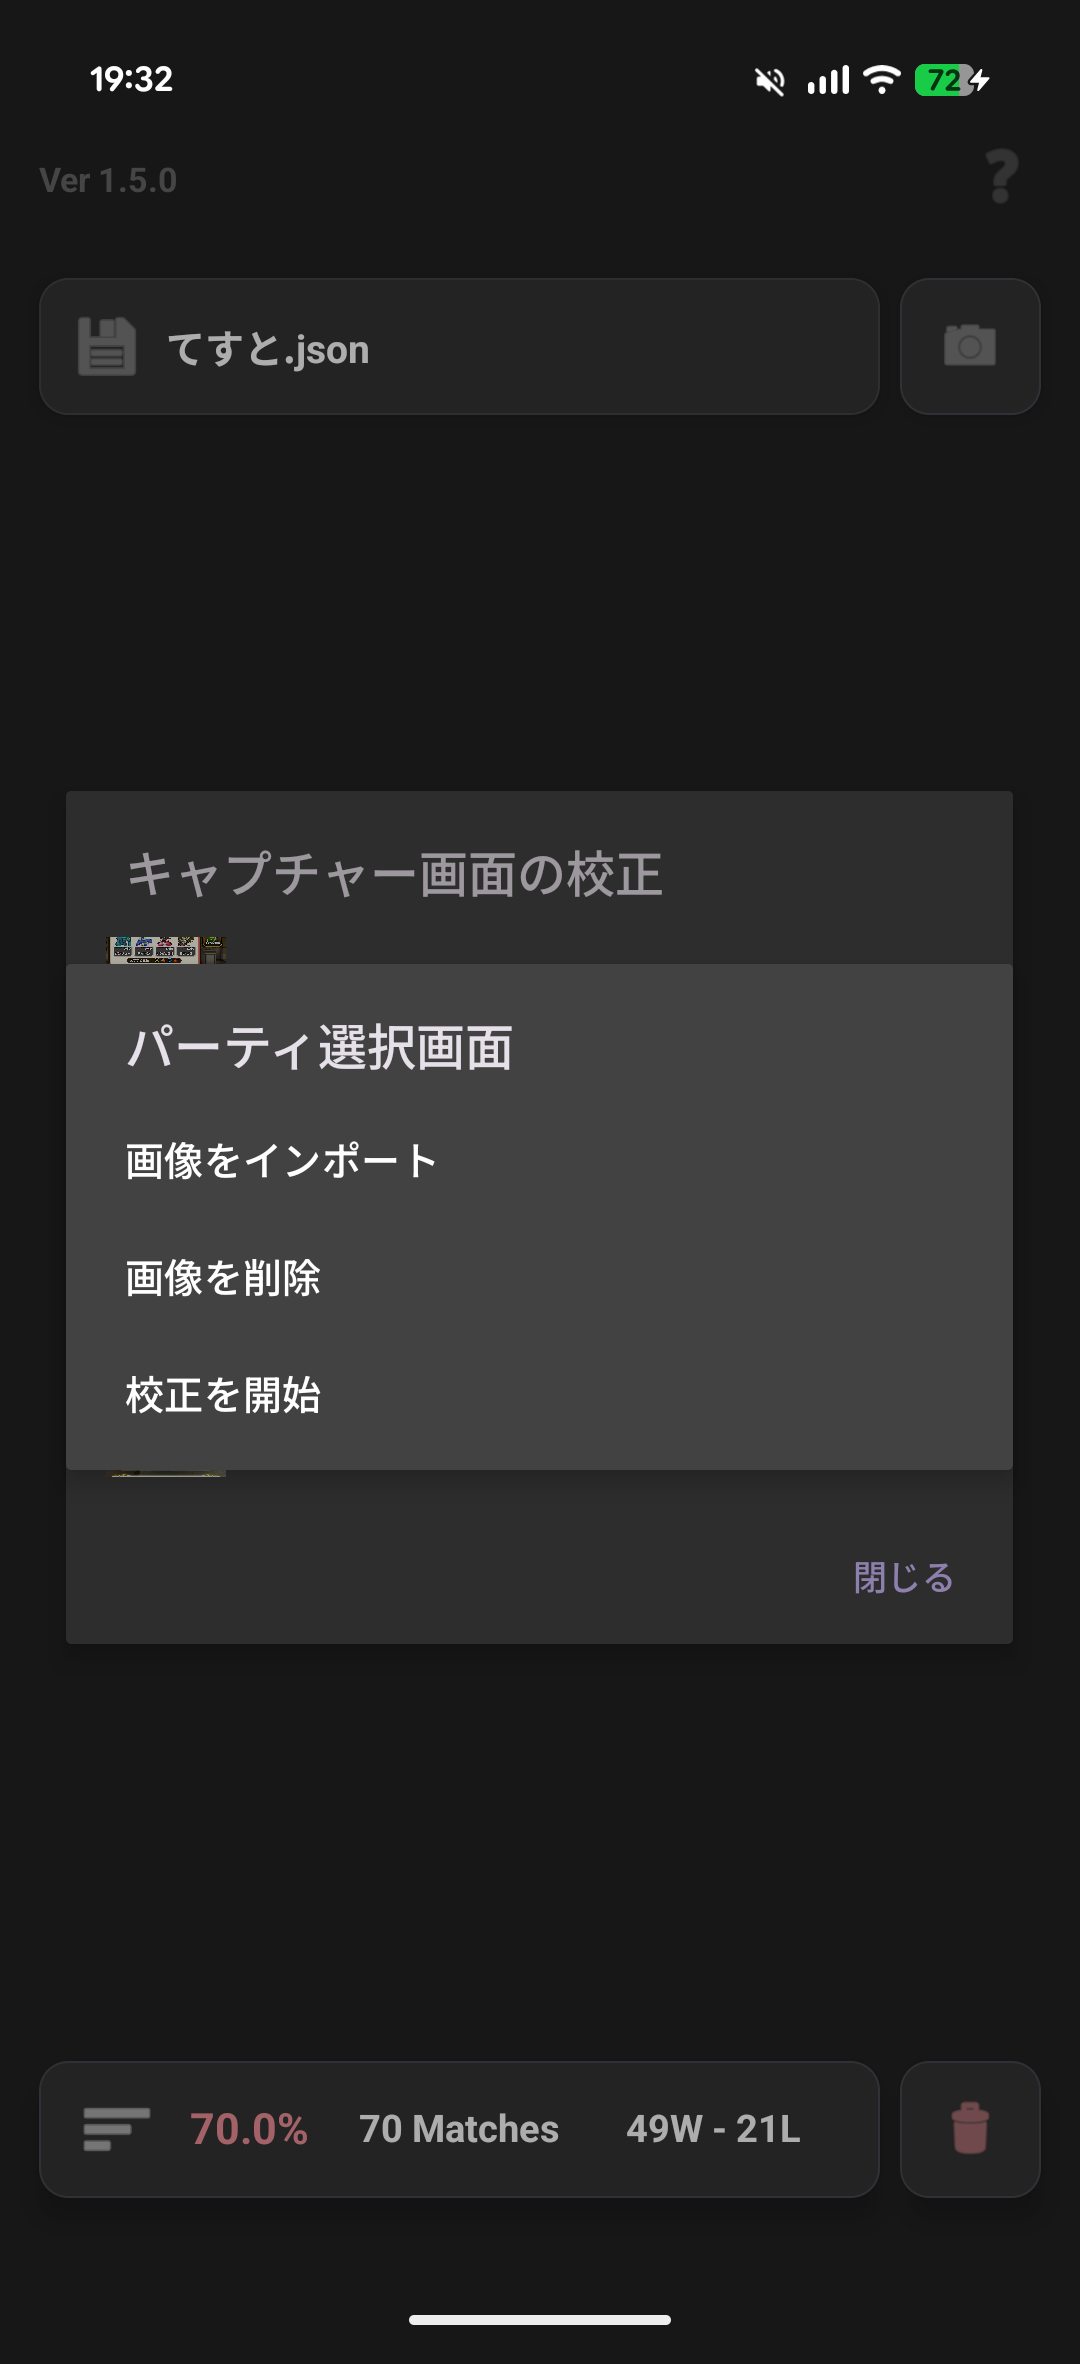 19:32
72
Ver 1.5.0
?
てすと.json
キャプチャー画面の校正
パーティ選択画面
画像をインポート
画像を削除
校正を開始
閉じる
70.0% 70 Matches 49W - 21L